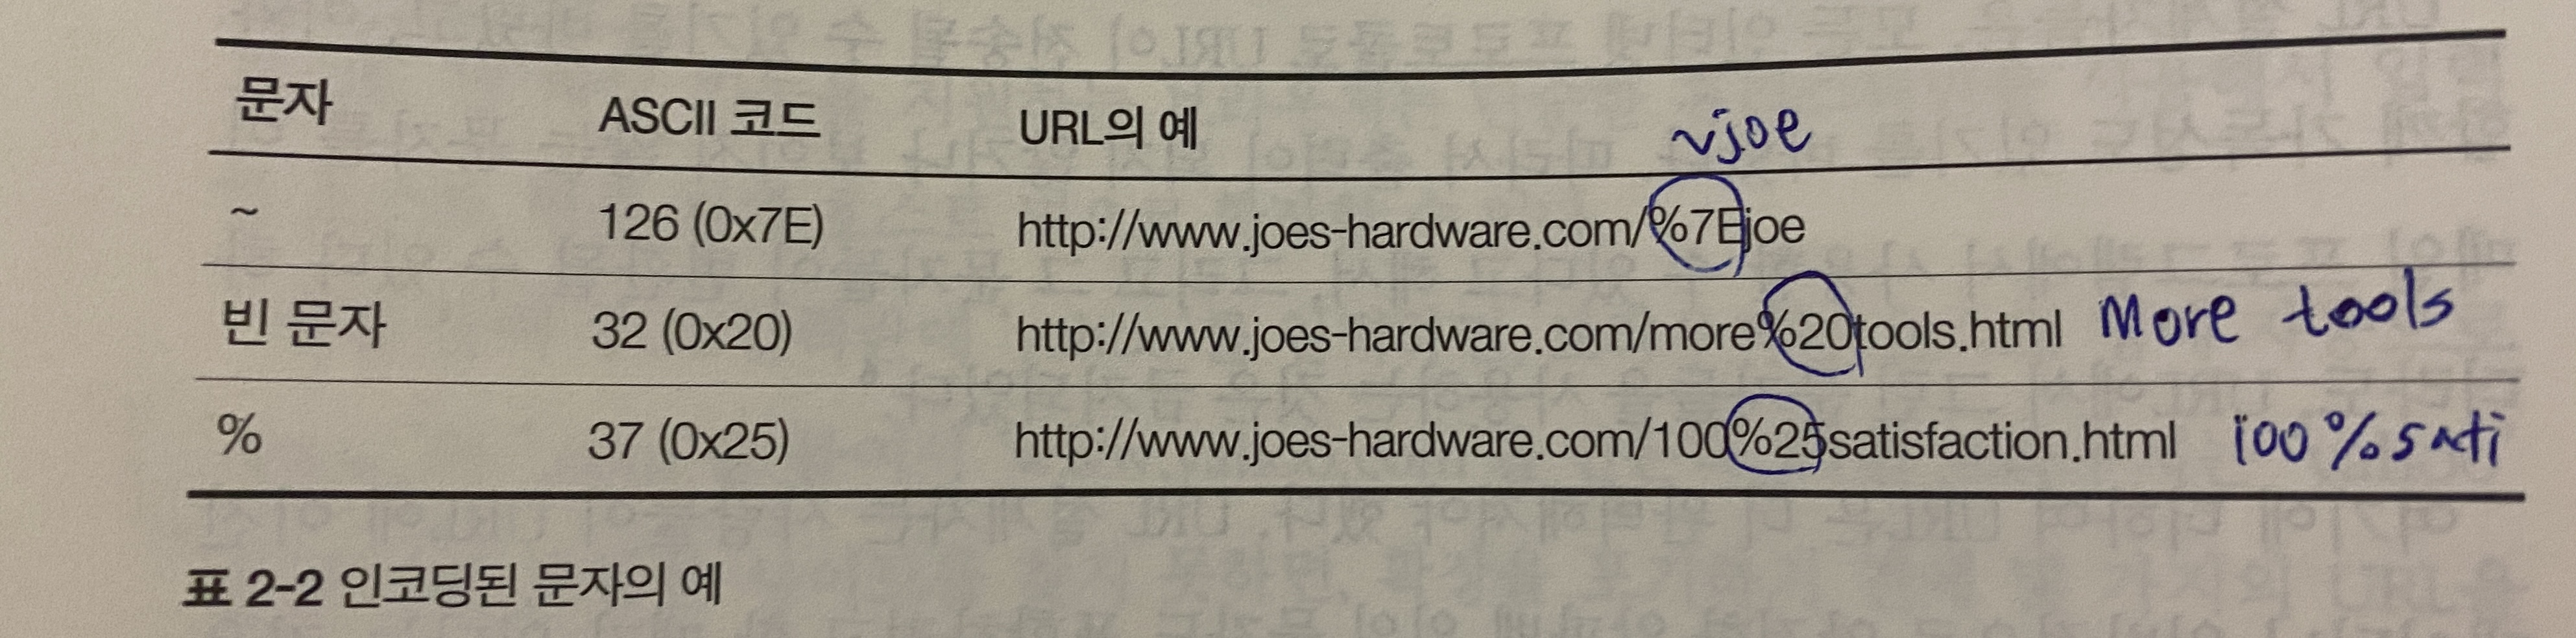 문자 ASCII 코드 URL의 예 ~joe
~ 126 (0x7E) http://www.joes-hardware.com/%7Ejoe
빈 문자 32 (0x20) http://www.joes-hardware.com/more%20tools.html More tools
% 37 (0x25) http://www.joes-hardware.com/100%25satisfaction.html 100%sati
표 2-2 인코딩된 문자의 예